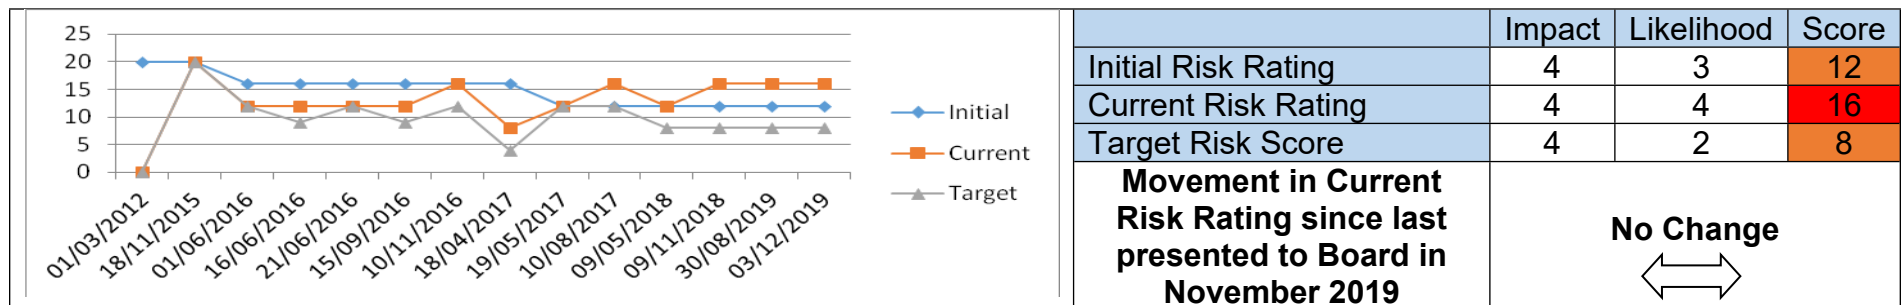 25
20
15
10
5
0
01/03/2012
18/11/2015
01/06/2016
16/06/2016
21/06/2016
15/09/2016
10/11/2016
18/04/2017
19/05/2017
10/08/2017
09/05/2018
09/11/2018
30/08/2019
03/12/2019
Initial
Current
Target
Impact Likelihood Score
Initial Risk Rating 4 3 12
Current Risk Rating 4 4 16
Target Risk Score 4 2 8
Movement in Current
Risk Rating since last
presented to Board in
November 2019
No Change